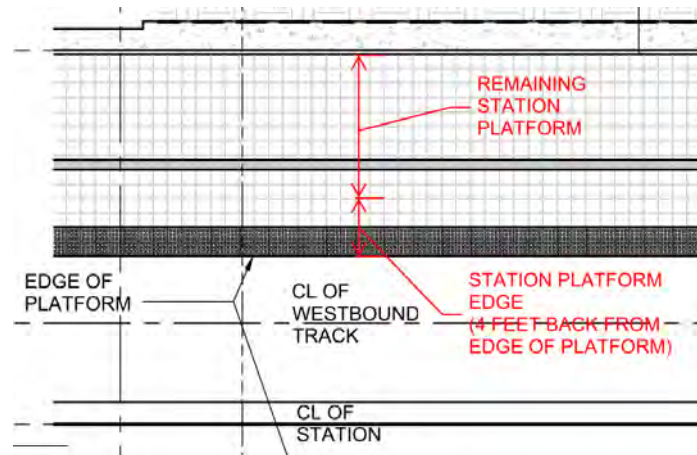 REMAINING
STATION
PLATFORM
EDGE OF
PLATFORM
CL OF
WESTBOUND
TRACK
STATION PLATFORM
EDGE
(4 FEET BACK FROM
EDGE OF PLATFORM)
CL OF
STATION